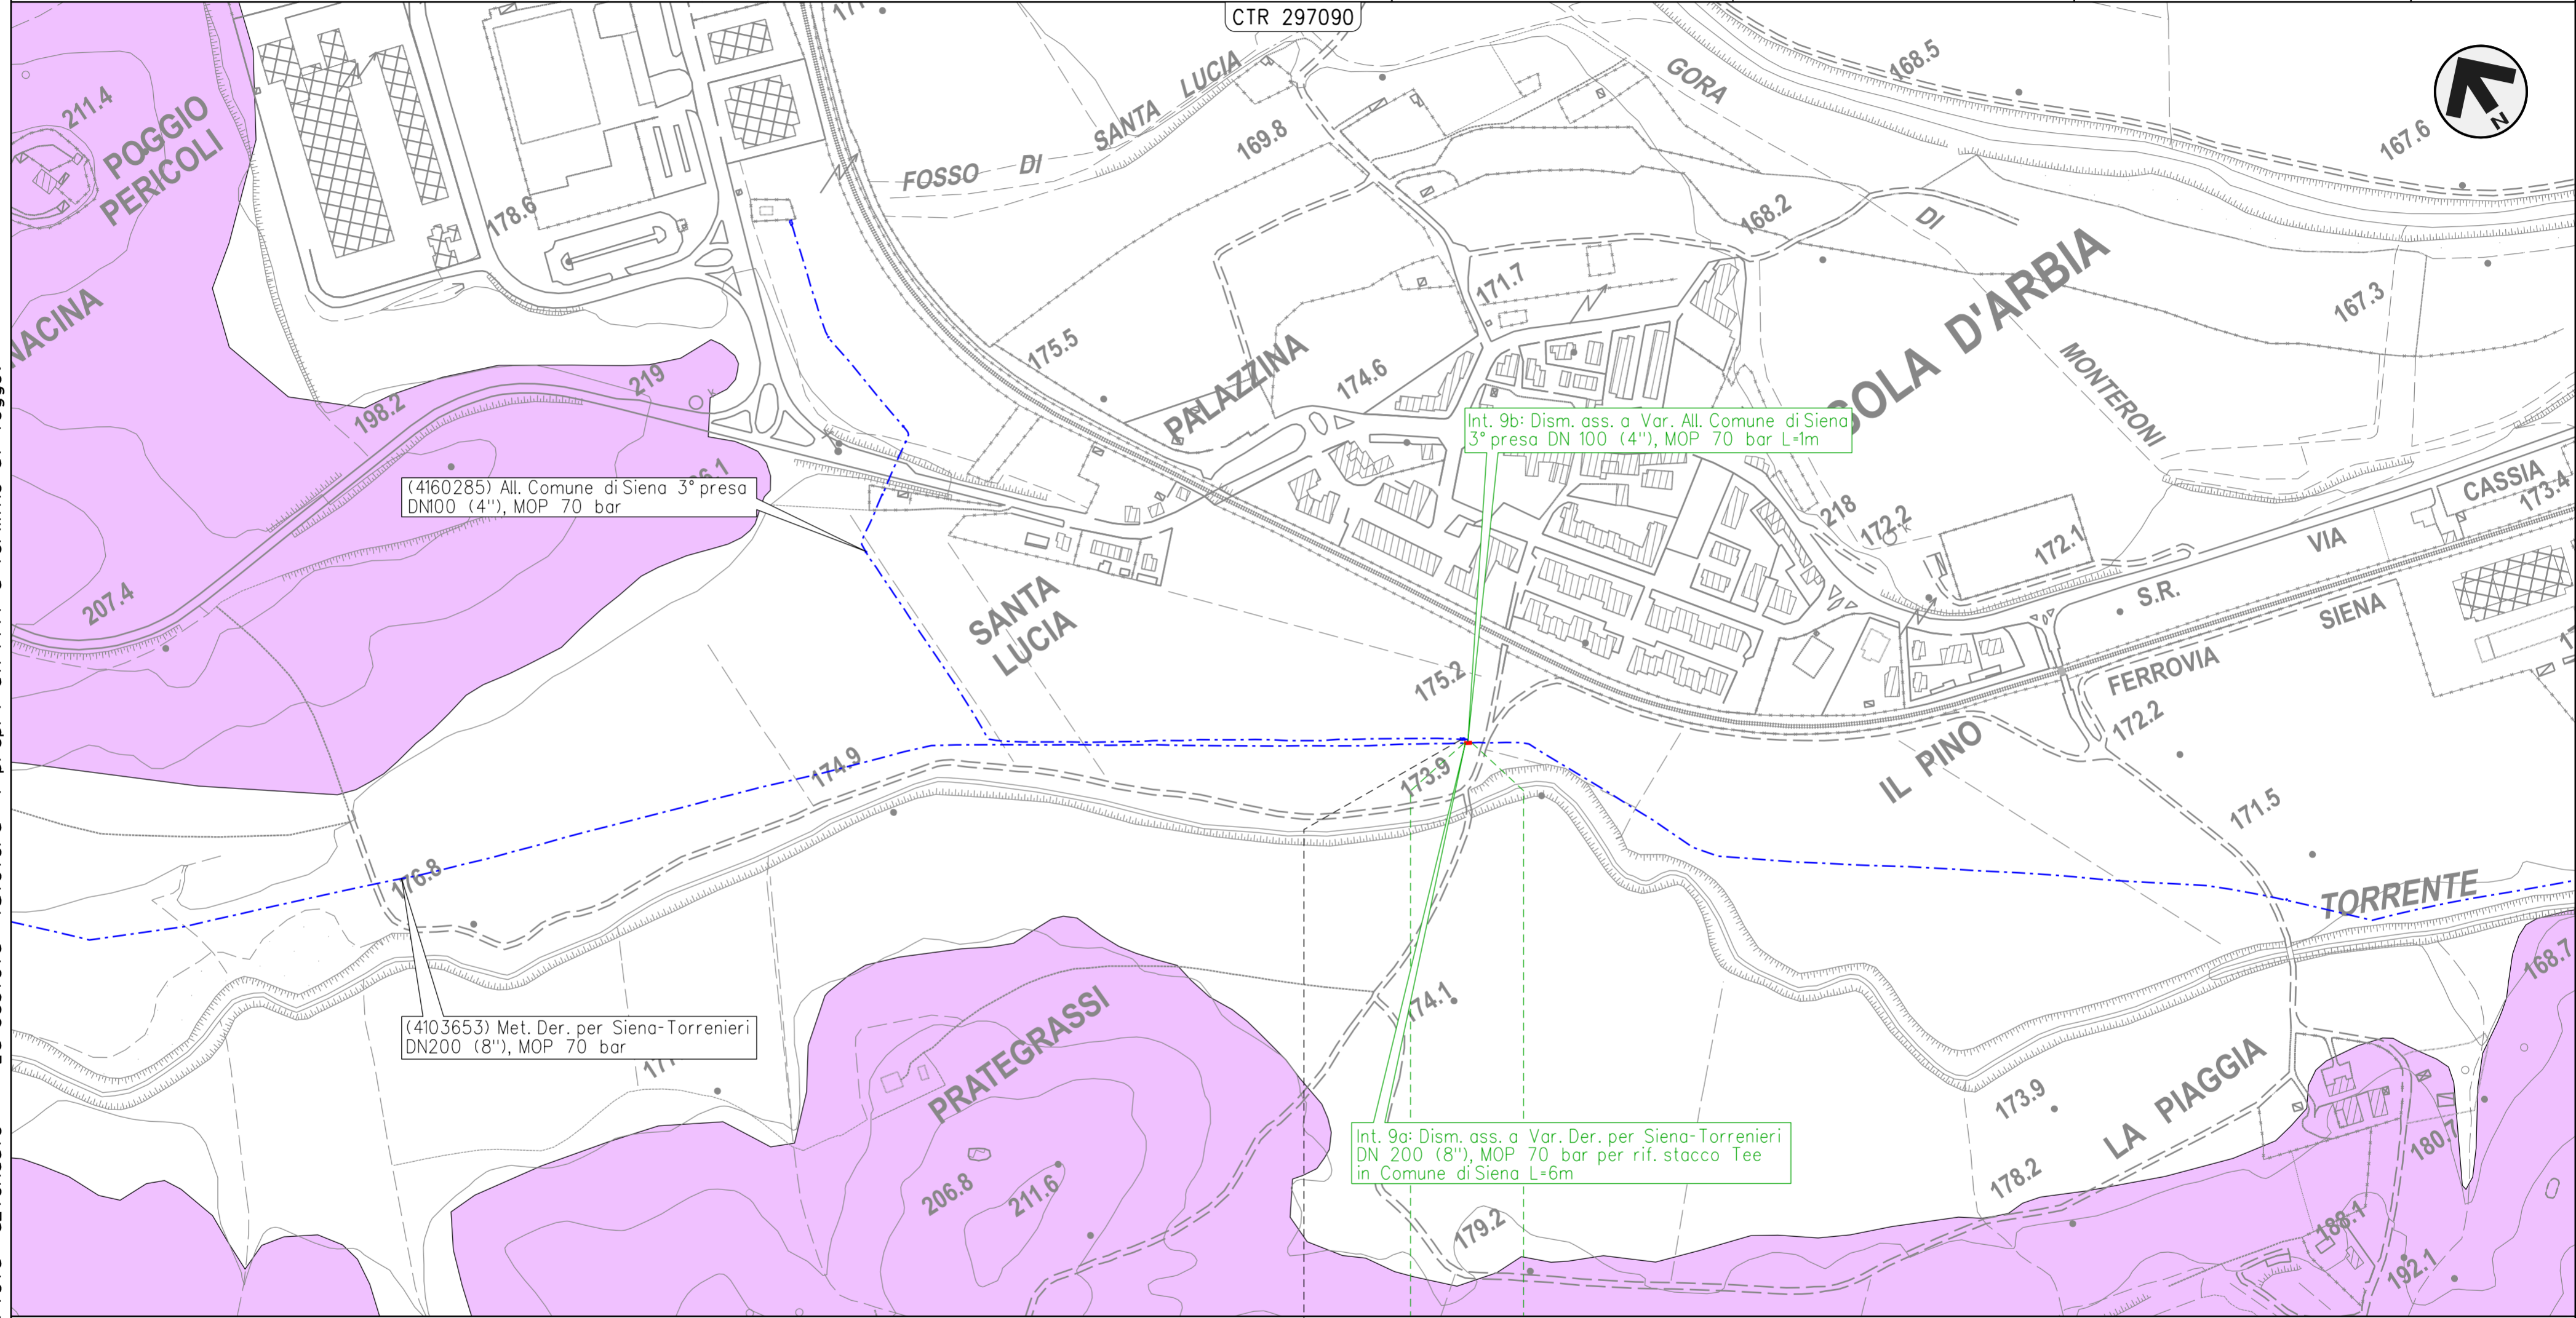 CTR 297090
168.5
GORA
FOSSO DI SANTA LUCIA
169.8
211.4
POGGIO
PERICOLI
178.6
167.6
N
168.2
DI
171.7
167.3
175.5
PALAZZINA
174.6
MONTERONI
219
198.2
Int. 9b: Dism. ass. a Var. All. Comune di Siena
3° presa DN 100 (4"), MOP 70 bar L=1m
(4160285) All. Comune di Siena 3° presa
DN100 (4"), MOP 70 bar
CASSIA
173.4
218
172.2
172.1
VIA
S.R.
SIENA
207.4
SANTA
LUCIA
FERROVIA
175.2
172.2
IL PINO
174.9
173.9
171.5
176.8
TORRENTE
168.7
174.1
(4103653) Met. Der. per Siena-Torrenieri
DN200 (8"), MOP 70 bar
PRATEGRASSI
173.9
LA PIAGGIA
Int. 9a: Dism. ass. a Var. Der. per Siena-Torrenieri
DN 200 (8"), MOP 70 bar per rif. stacco Tee
in Comune di Siena L=6m
180.7
206.8
211.6
178.2
179.2
188.1
192.1